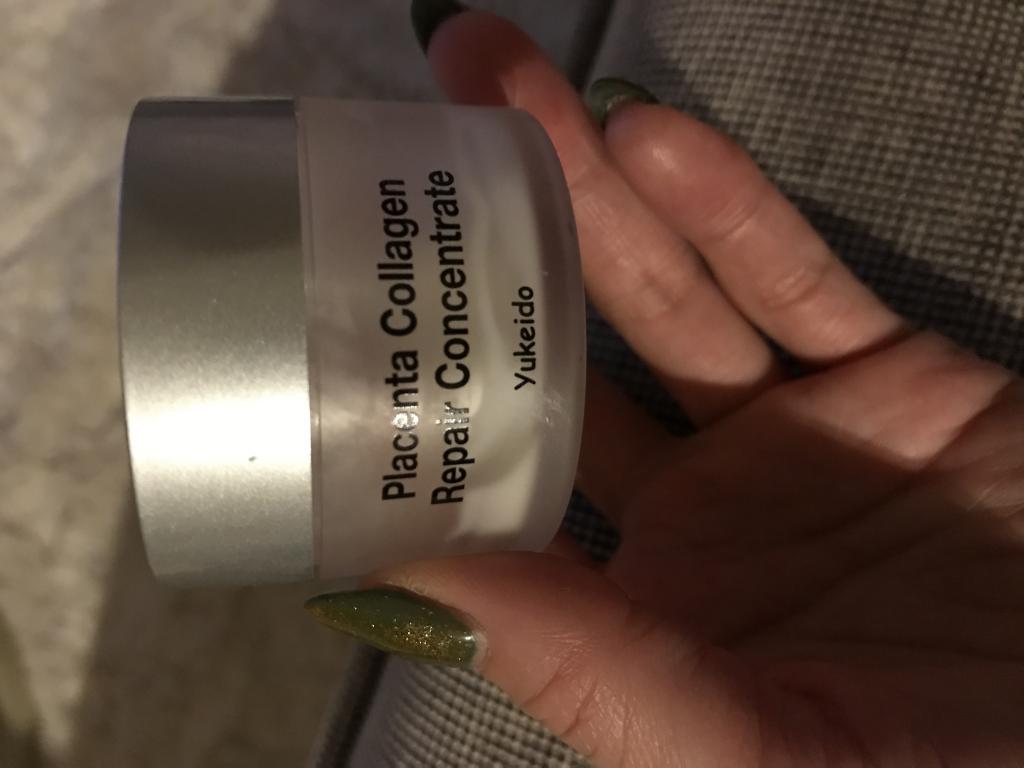 Placenta Collagen
Repair Concentrate
Yukeido